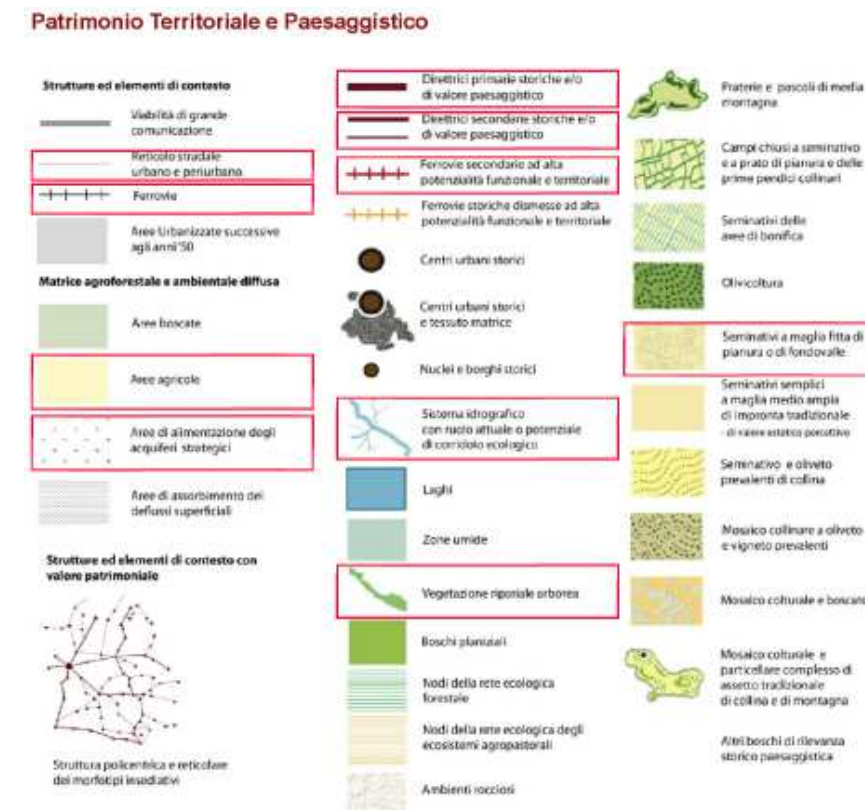 Patrimonio Territoriale e Paesaggistico
Strutture ed elementi di contesto
Viabilità di grande
comunicazione
Reticolo stradale
urbano e periurbano
Ferrovie
Aree Urbanizzate successive
agli anni '50
Matrice agroforestale e ambientale diffusa
Aree boscate
Aree agricole
Aree di alimentazione degli
acquiferi strategici
Aree di assorbimento dei
deflussi superficiali
Strutture ed elementi di contesto con
valore patrimoniale
Struttura policentrica e reticolare
dei morfotipi insediativi
Direttrici primarie storiche e/o
di valore paesaggistico
Direttrici secondarie storiche e/o
di valore paesaggistico
Ferrovie secondarie ad alta
potenzialità funzionale e territoriale
Ferrovie storiche dismesse ad alta
potenzialità funzionale e territoriale
Centri urbani storici
Centri urbani storici
e tessuto matrice
Nuclei e borghi storici
Sistema idrografico
con ruolo attuale o potenziale
di corridoio ecologico
Laghi
Zone umide
Vegetazione ripariale arborea
Boschi planiziali
Nodi della rete ecologica
forestale
Nodi della rete ecologica degli
ecosistemi agropastorali
Ambienti rocciosi
Praterie e pascoli di media
montagna
Campi chiusi a seminativo
e a prato di pianura e delle
prime pendici collinari
Seminativi delle
aree di bonifica
Olivicoltura
Seminativi a maglia fitta di
pianura o di fondovalle
Seminativi semplici
a maglia medio ampia
di impronta tradizionale
- di valore estetico percettivo
Seminativo e oliveto
prevalenti di collina
Mosaico collinare a oliveto
e vigneto prevalenti
Mosaico colturale e boscato
Mosaico colturale e
particellare complesso di
assetto tradizionale
di collina e di montagna
Altri boschi di rilevanza
storico paesaggistica